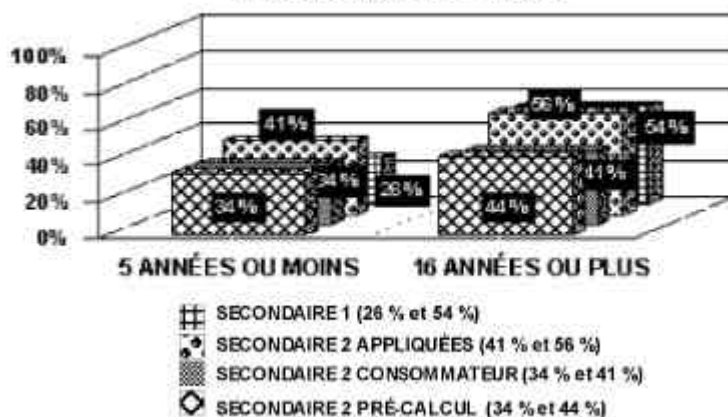 100%
80%
60%
40%
20%
0%
41 %
34 %
34 %
26 %
56 %
54 %
41 %
44 %
5 ANNÉES OU MOINS
16 ANNÉES OU PLUS
SECONDAIRE 1 (26 % et 54 %)
SECONDAIRE 2 APPLIQUÉES (41 % et 56 %)
SECONDAIRE 2 CONSOMMATEUR (34 % et 41 %)
SECONDAIRE 2 PRÉ-CALCUL (34 % et 44 %)